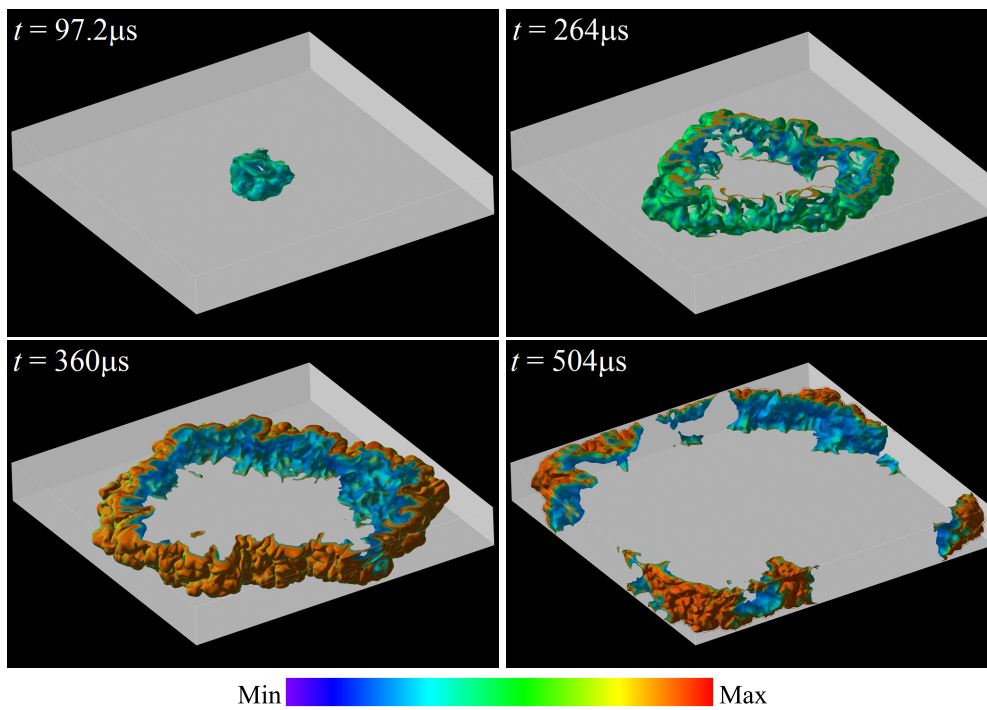 t = 97.2μs
t = 264μs
t = 360μs
t = 504μs
Min
Max